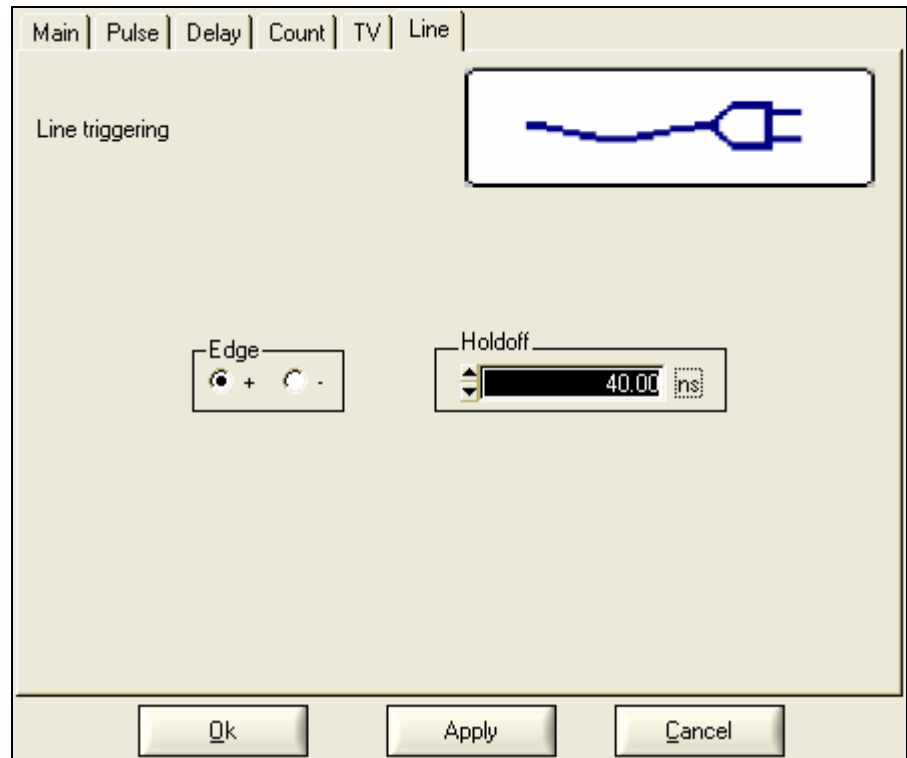 Main Pulse Delay Count TV Line
Line triggering
Edge
+ -
Holdoff
40.00 ns
Ok Apply Cancel